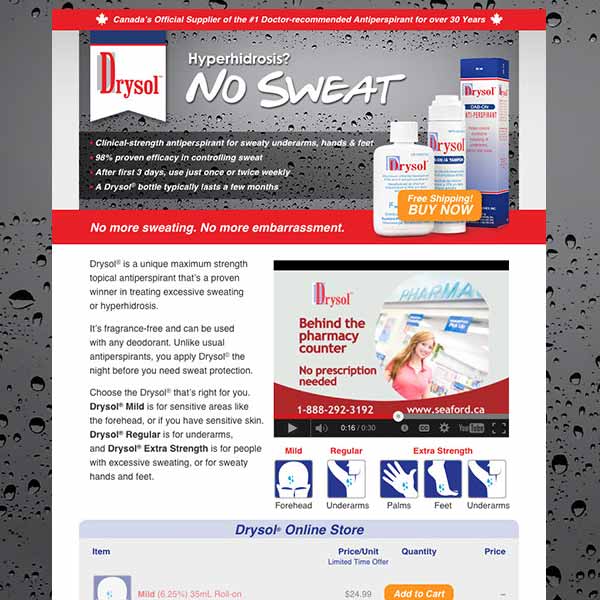 Canada's Official Supplier of the #1 Doctor-recommended Antiperspirant for over 30 Years
Drysol™
Hyperhidrosis?
NO SWEAT
• Clinical-strength antiperspirant for sweaty underarms, hands & feet
• 98% proven efficacy in controlling sweat
• After first 3 days, use just once or twice weekly
• A Drysol® bottle typically lasts a few months
Drysol
Drysol
Drysol
DAB-ON
ANTI-PERSPIRANT
Free Shipping!
BUY NOW
No more sweating. No more embarrassment.
Drysol® is a unique maximum strength
topical antiperspirant that's a proven
winner in treating excessive sweating
or hyperhidrosis.
It's fragrance-free and can be used
with any deodorant. Unlike usual
antiperspirants, you apply Drysol® the
night before you need sweat protection.
Choose the Drysol® that's right for you.
Drysol® Mild is for sensitive areas like
the forehead, or if you have sensitive skin.
Drysol® Regular is for underarms,
and Drysol® Extra Strength is for people
with excessive sweating, or for sweaty
hands and feet.
Drysol™
PHARMA
Behind the
pharmacy
counter
No prescription
needed
1-888-292-3192
www.seaford.ca
0:16 / 0:30
CC
YouTube
Mild
Regular
Extra Strength
Forehead
Underarms
Palms
Feet
Underarms
Drysol® Online Store
Item
Price/Unit
Quantity
Price
Limited Time Offer
Mild (6.25%) 35mL Roll-on
$24.99
Add to Cart
–